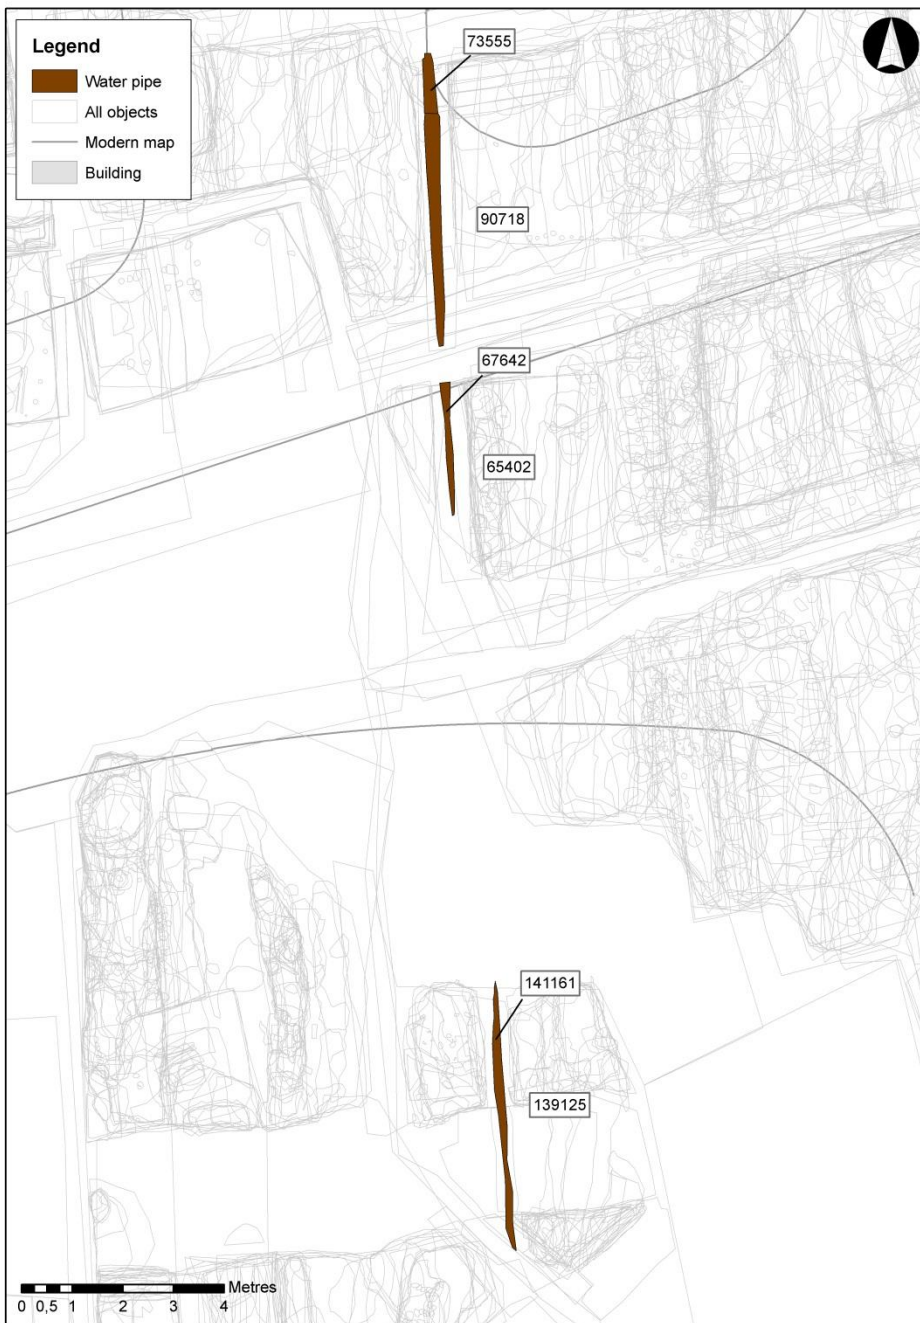 Legend
Water pipe
All objects
Modern map
Building
73555
90718
67642
65402
141161
139125
Metres
0 0,5 1 2 3 4